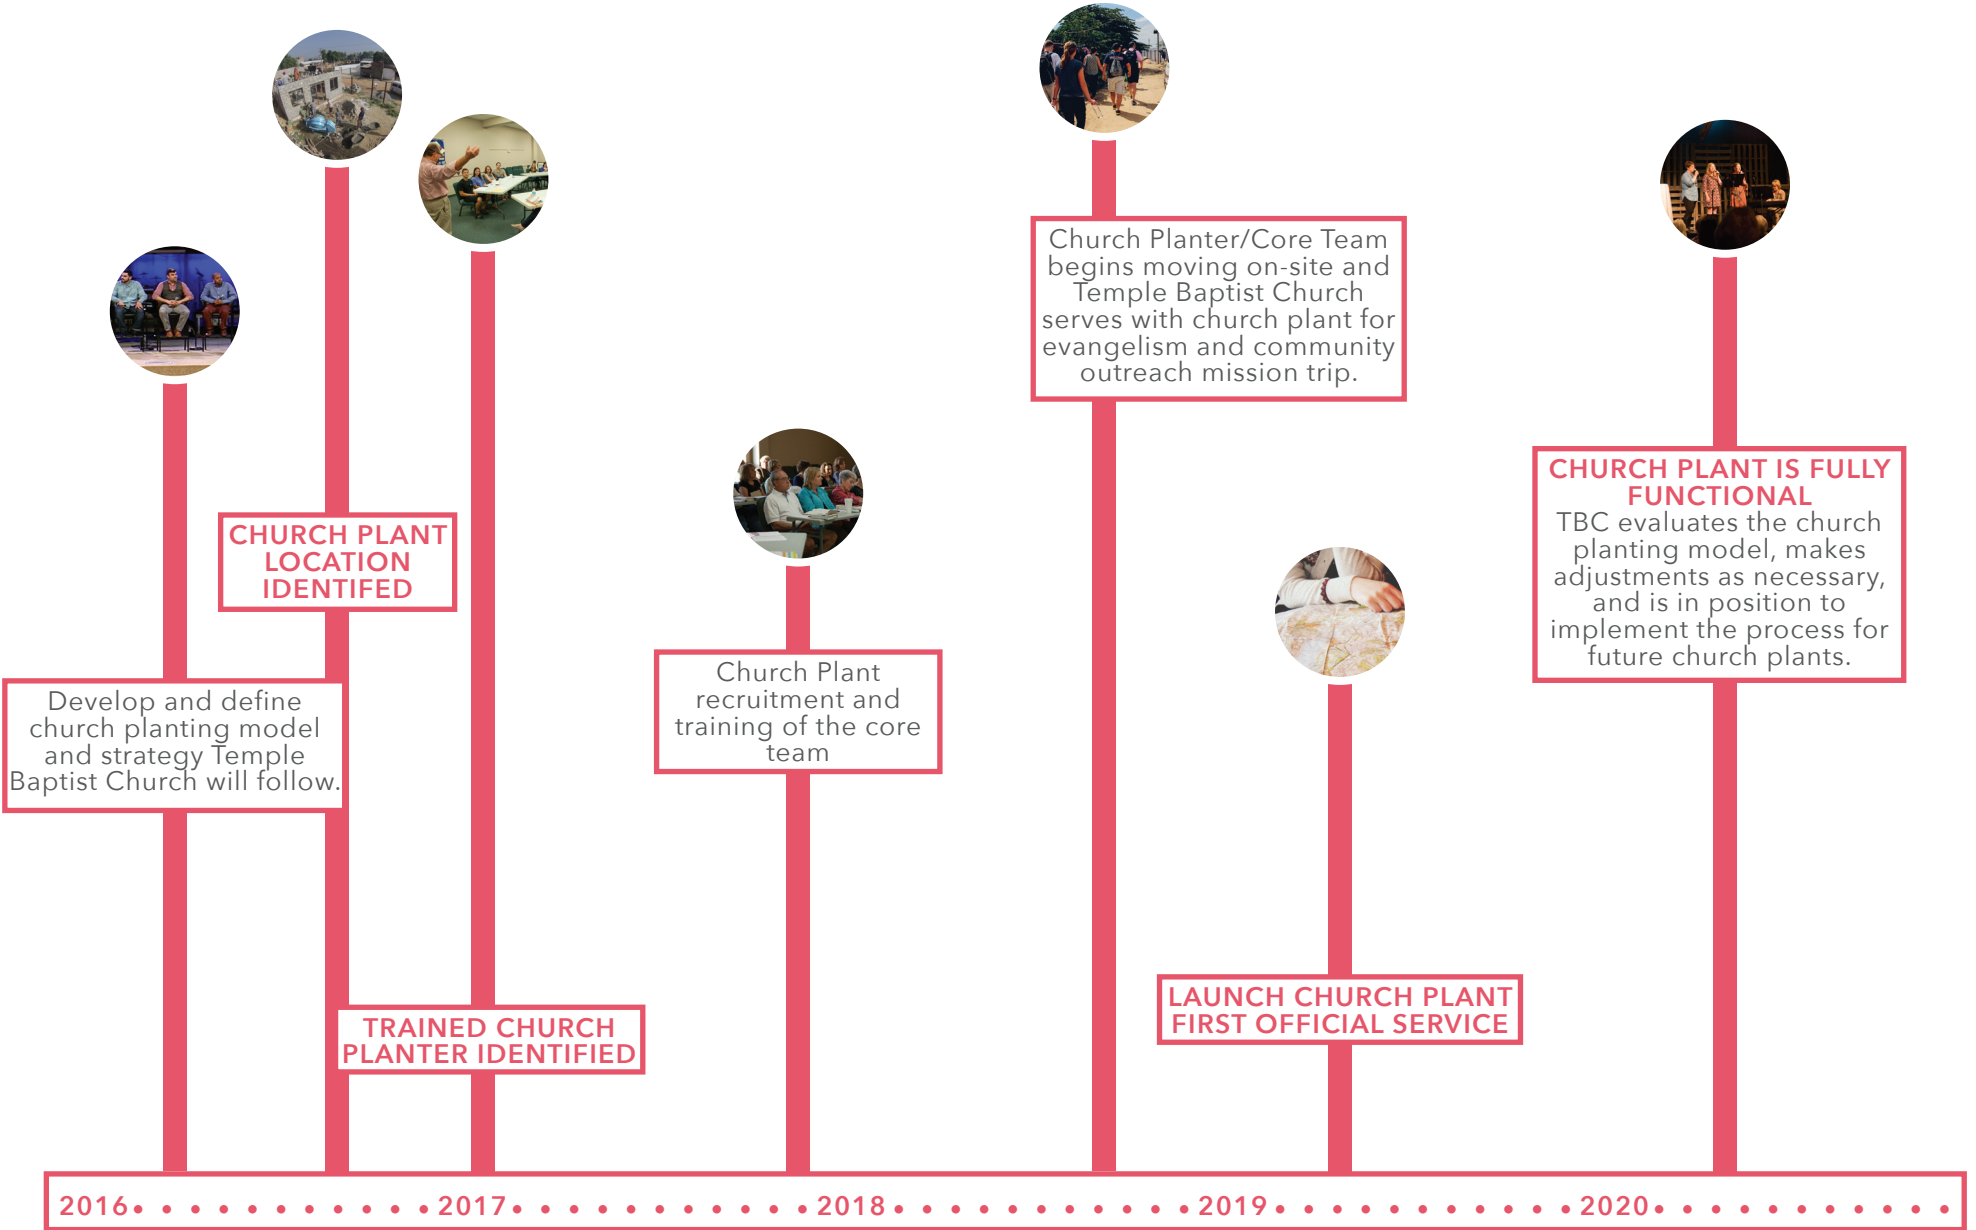 Develop and define
church planting model
and strategy Temple
Baptist Church will follow.
CHURCH PLANT
LOCATION
IDENTIFED
TRAINED CHURCH
PLANTER IDENTIFIED
Church Plant
recruitment and
training of the core
team
Church Planter/Core Team
begins moving on-site and
Temple Baptist Church
serves with church plant for
evangelism and community
outreach mission trip.
LAUNCH CHURCH PLANT
FIRST OFFICIAL SERVICE
CHURCH PLANT IS FULLY
FUNCTIONAL
TBC evaluates the church
planting model, makes
adjustments as necessary,
and is in position to
implement the process for
future church plants.
2016 2017 2018 2019 2020